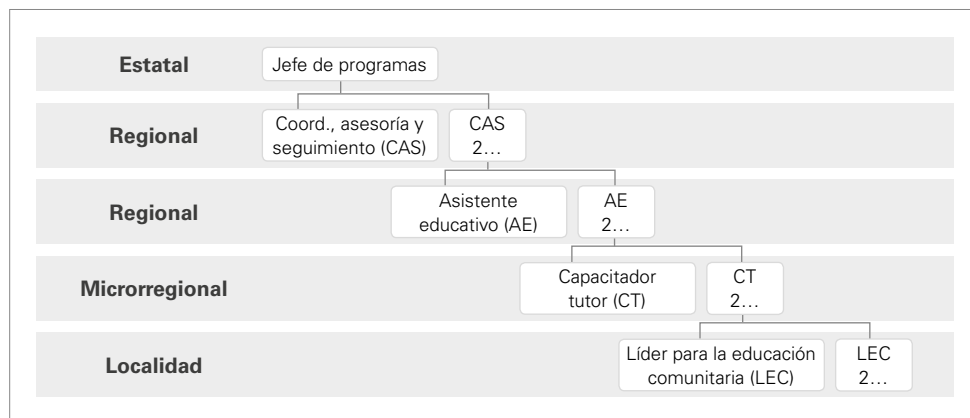 Estatal
Jefe de programas
Regional
Coord., asesoría y
seguimiento (CAS)
CAS
2…
Regional
Asistente
educativo (AE)
AE
2…
Microrregional
Capacitador
tutor (CT)
CT
2…
Localidad
Líder para la educación
comunitaria (LEC)
LEC
2…